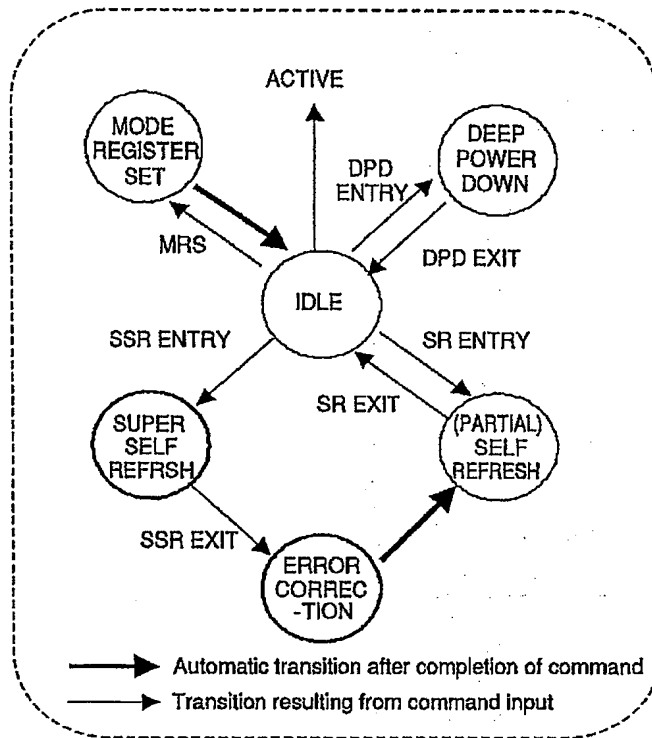 ACTIVE
MODE
REGISTER
SET
DEEP
POWER
DOWN
DPD
ENTRY
MRS
DPD EXIT
IDLE
SSR ENTRY
SR ENTRY
SR EXIT
SUPER
SELF
REFRSH
(PARTIAL)
SELF
REFRESH
SSR EXIT
ERROR
CORREC
-TION
Automatic transition after completion of command
Transition resulting from command input